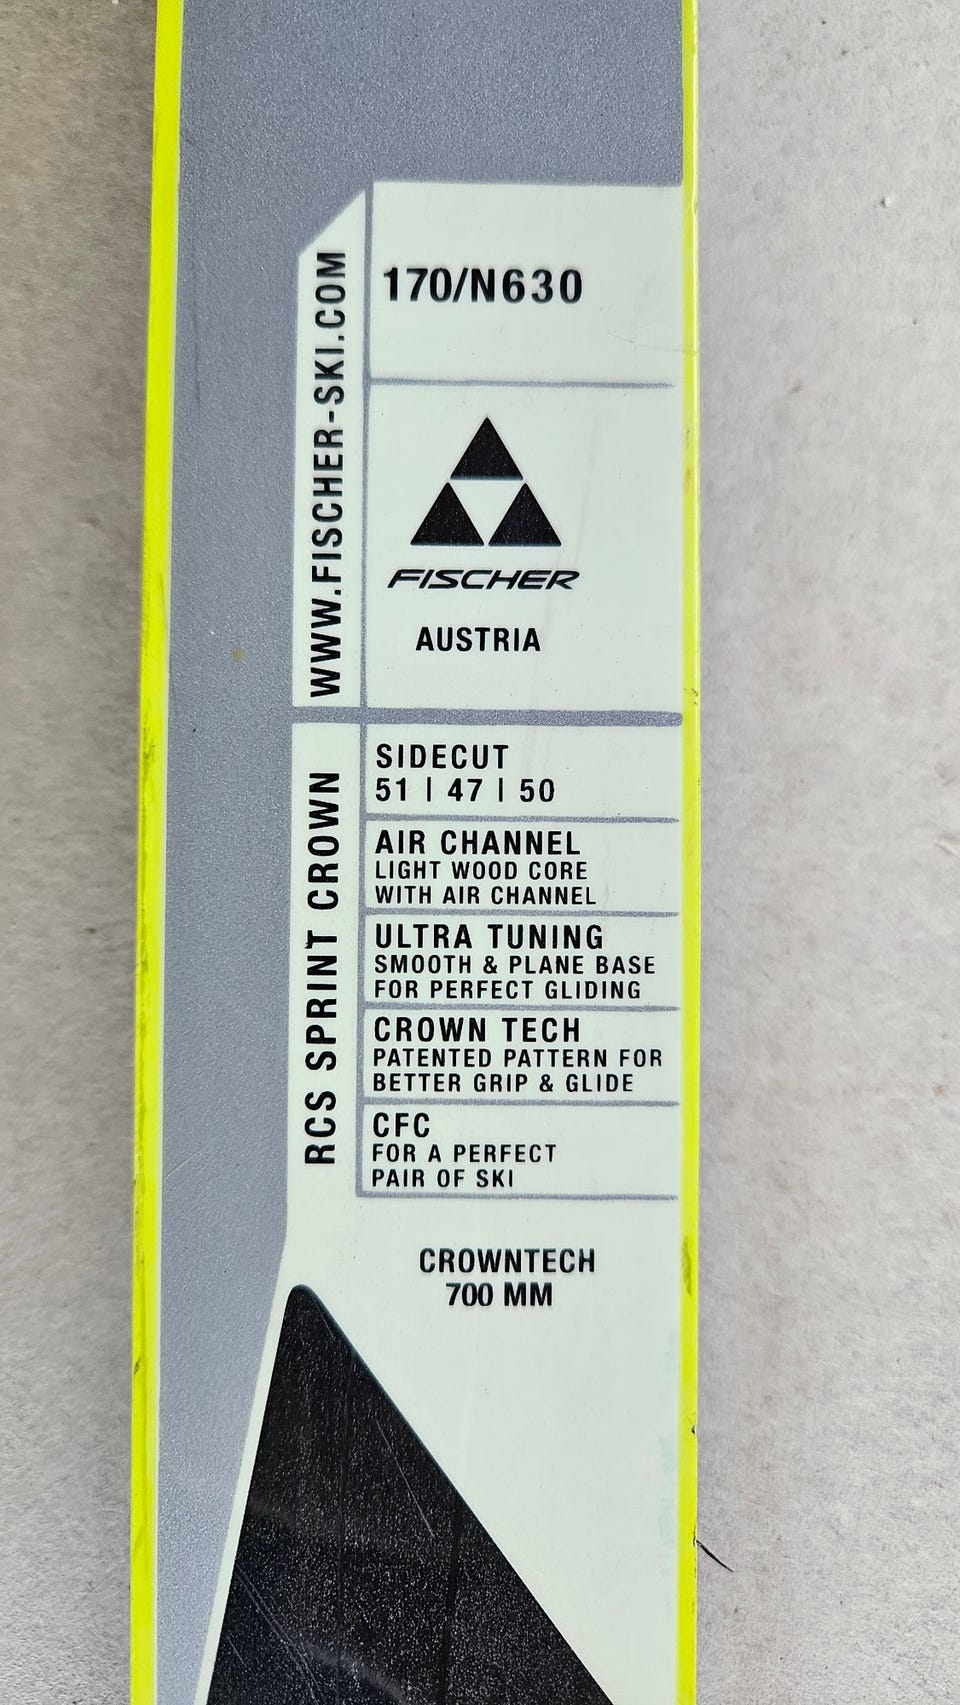 170/N630
WWW.FISCHER-SKI.COM
FISCHER
AUSTRIA
RCS SPRINT CROWN
SIDECUT
51 | 47 | 50
AIR CHANNEL
LIGHT WOOD CORE
WITH AIR CHANNEL
ULTRA TUNING
SMOOTH & PLANE BASE
FOR PERFECT GLIDING
CROWN TECH
PATENTED PATTERN FOR
BETTER GRIP & GLIDE
CFC
FOR A PERFECT
PAIR OF SKI
CROWNTECH
700 MM